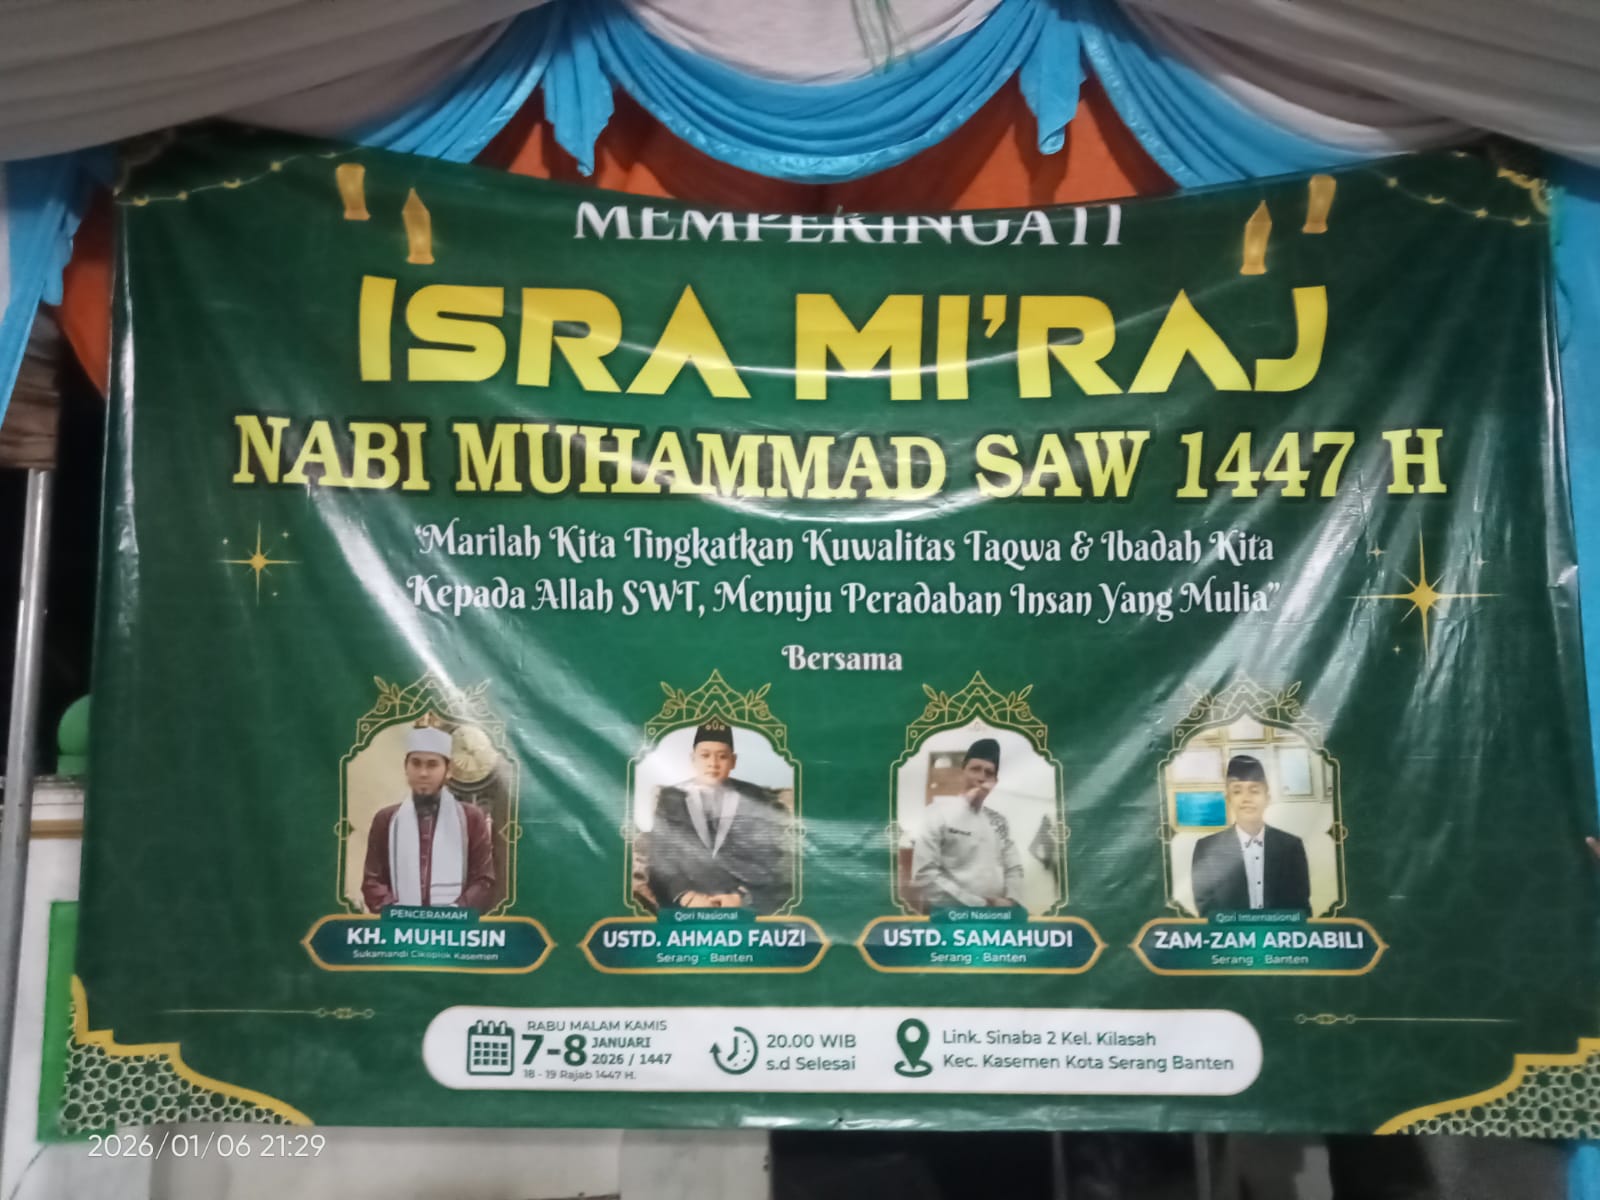 MEMPERINGATI
ISRA MI'RAJ
NABI MUHAMMAD SAW 1447 H
"Marilah Kita Tingkatkan Kuwalitas Taqwa & Ibadah Kita
Kepada Allah SWT, Menuju Peradaban Insan Yang Mulia"
Bersama
PENCERAMAH
KH. MUHLISIN
Sukamandi Cikoplok Kasemen
Qori Nasional
USTD. AHMAD FAUZI
Serang - Banten
Qori Nasional
USTD. SAMAHUDI
Serang - Banten
Qori Internasional
ZAM-ZAM ARDABILI
Serang - Banten
RABU MALAM KAMIS
7-8 JANUARI
2026 / 1447
18 - 19 Rajab 1447 H.
20.00 WIB
s.d Selesai
Link. Sinaba 2 Kel. Kilasah
Kec. Kasemen Kota Serang Banten
2026/01/06 21:29